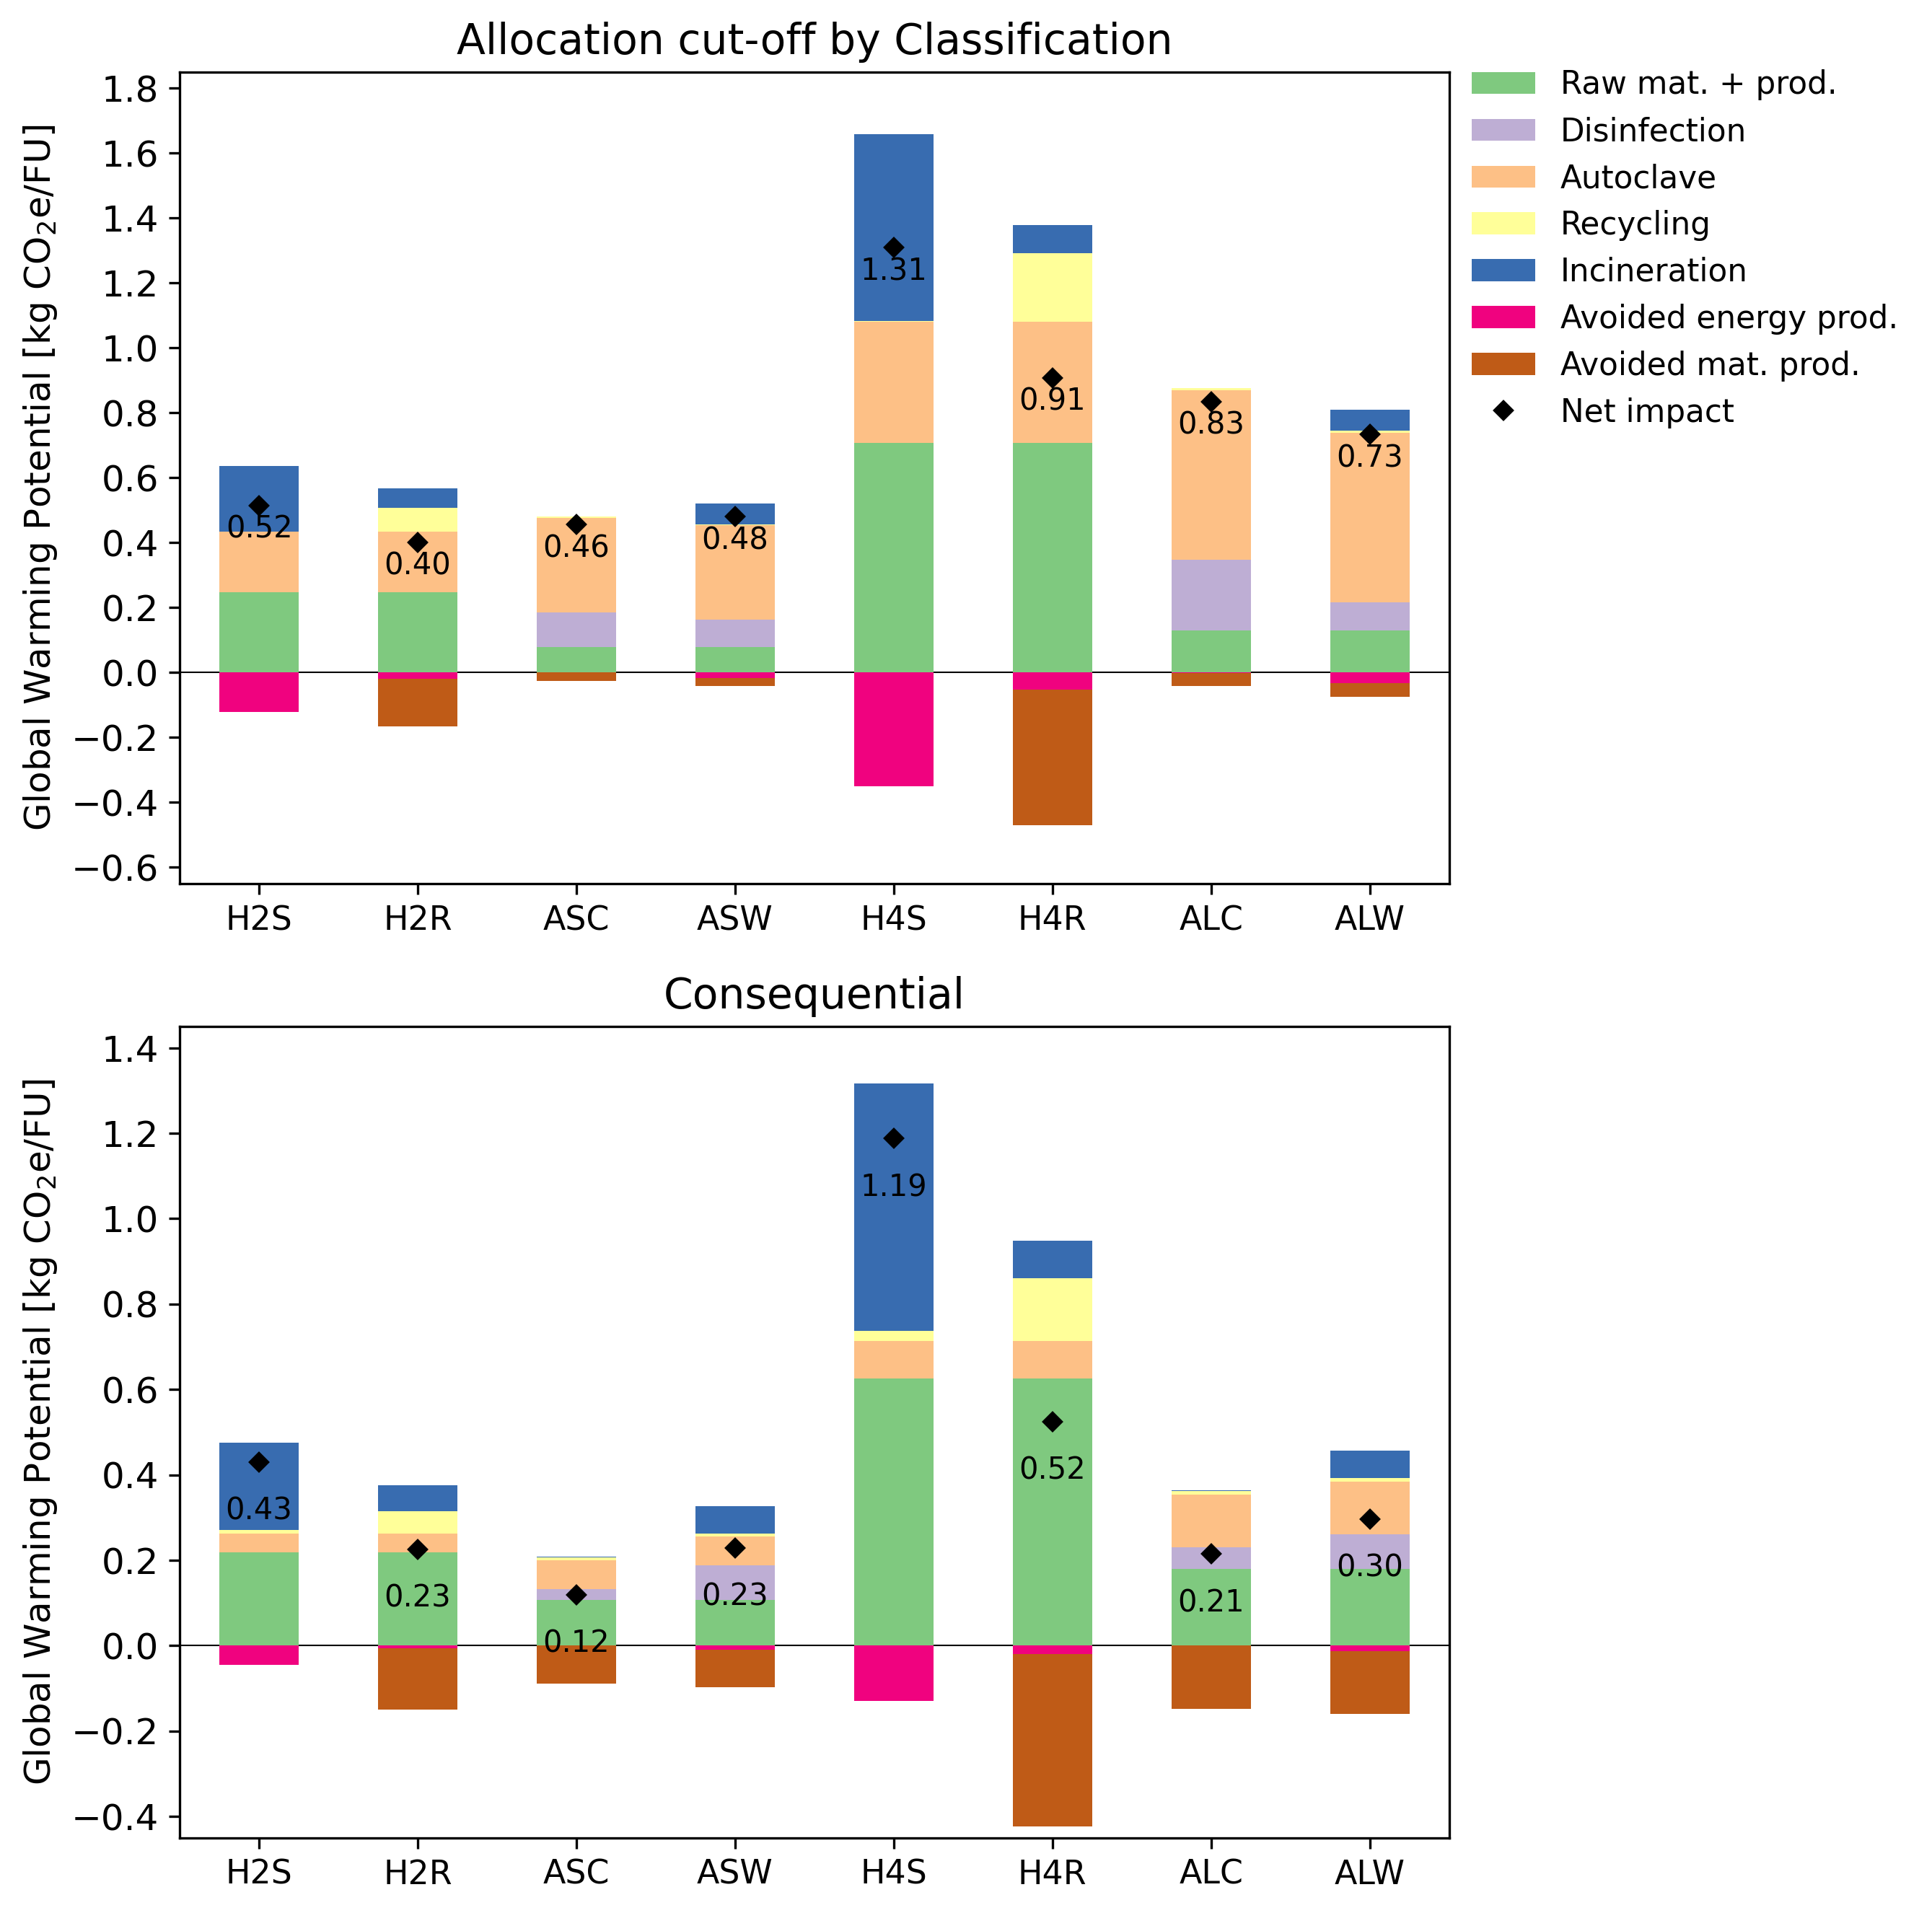 Allocation cut-off by Classification
Global Warming Potential [kg CO₂e/FU]
1.8
1.6
1.4
1.2
1.0
0.8
0.6
0.4
0.2
0.0
−0.2
−0.4
−0.6
0.52
0.40
0.46
0.48
1.31
0.91
0.83
0.73
H2S
H2R
ASC
ASW
H4S
H4R
ALC
ALW
Raw mat. + prod.
Disinfection
Autoclave
Recycling
Incineration
Avoided energy prod.
Avoided mat. prod.
Net impact
Consequential
Global Warming Potential [kg CO₂e/FU]
1.4
1.2
1.0
0.8
0.6
0.4
0.2
0.0
−0.2
−0.4
0.43
0.23
0.12
0.23
1.19
0.52
0.21
0.30
H2S
H2R
ASC
ASW
H4S
H4R
ALC
ALW